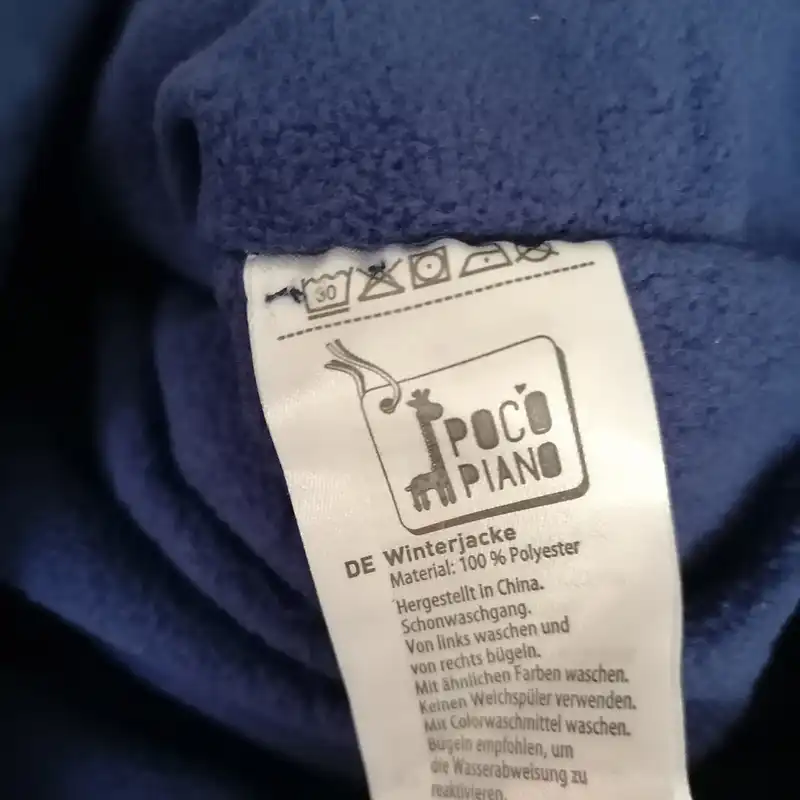 30
POCO
PIANO
DE Winterjacke
Material: 100 % Polyester
Hergestellt in China.
Schonwaschgang.
Von links waschen und
von rechts bügeln.
Mit ähnlichen Farben waschen.
Keinen Weichspüler verwenden.
Mit Colorwaschmittel waschen.
Bügeln empfohlen, um
die Wasserabweisung zu
reaktivieren.